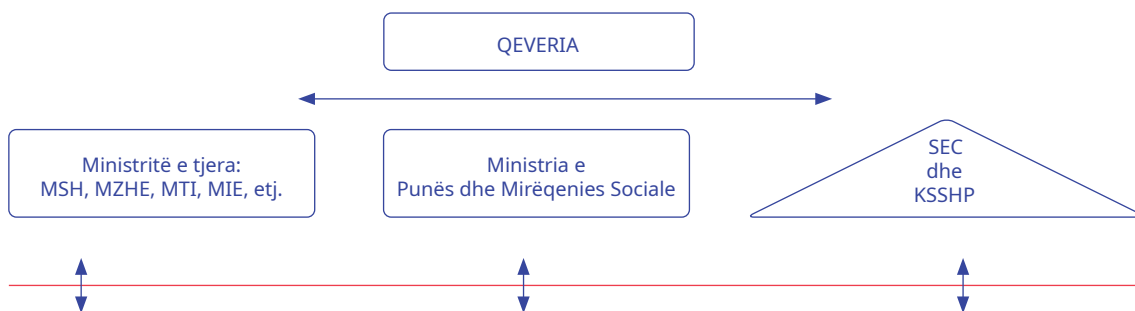 QEVERIA
Ministritë e tjera:
MSH, MZHE, MTI, MIE, etj.
Ministria e
Punës dhe Mirëqenies Sociale
SEC
dhe
KSSHP